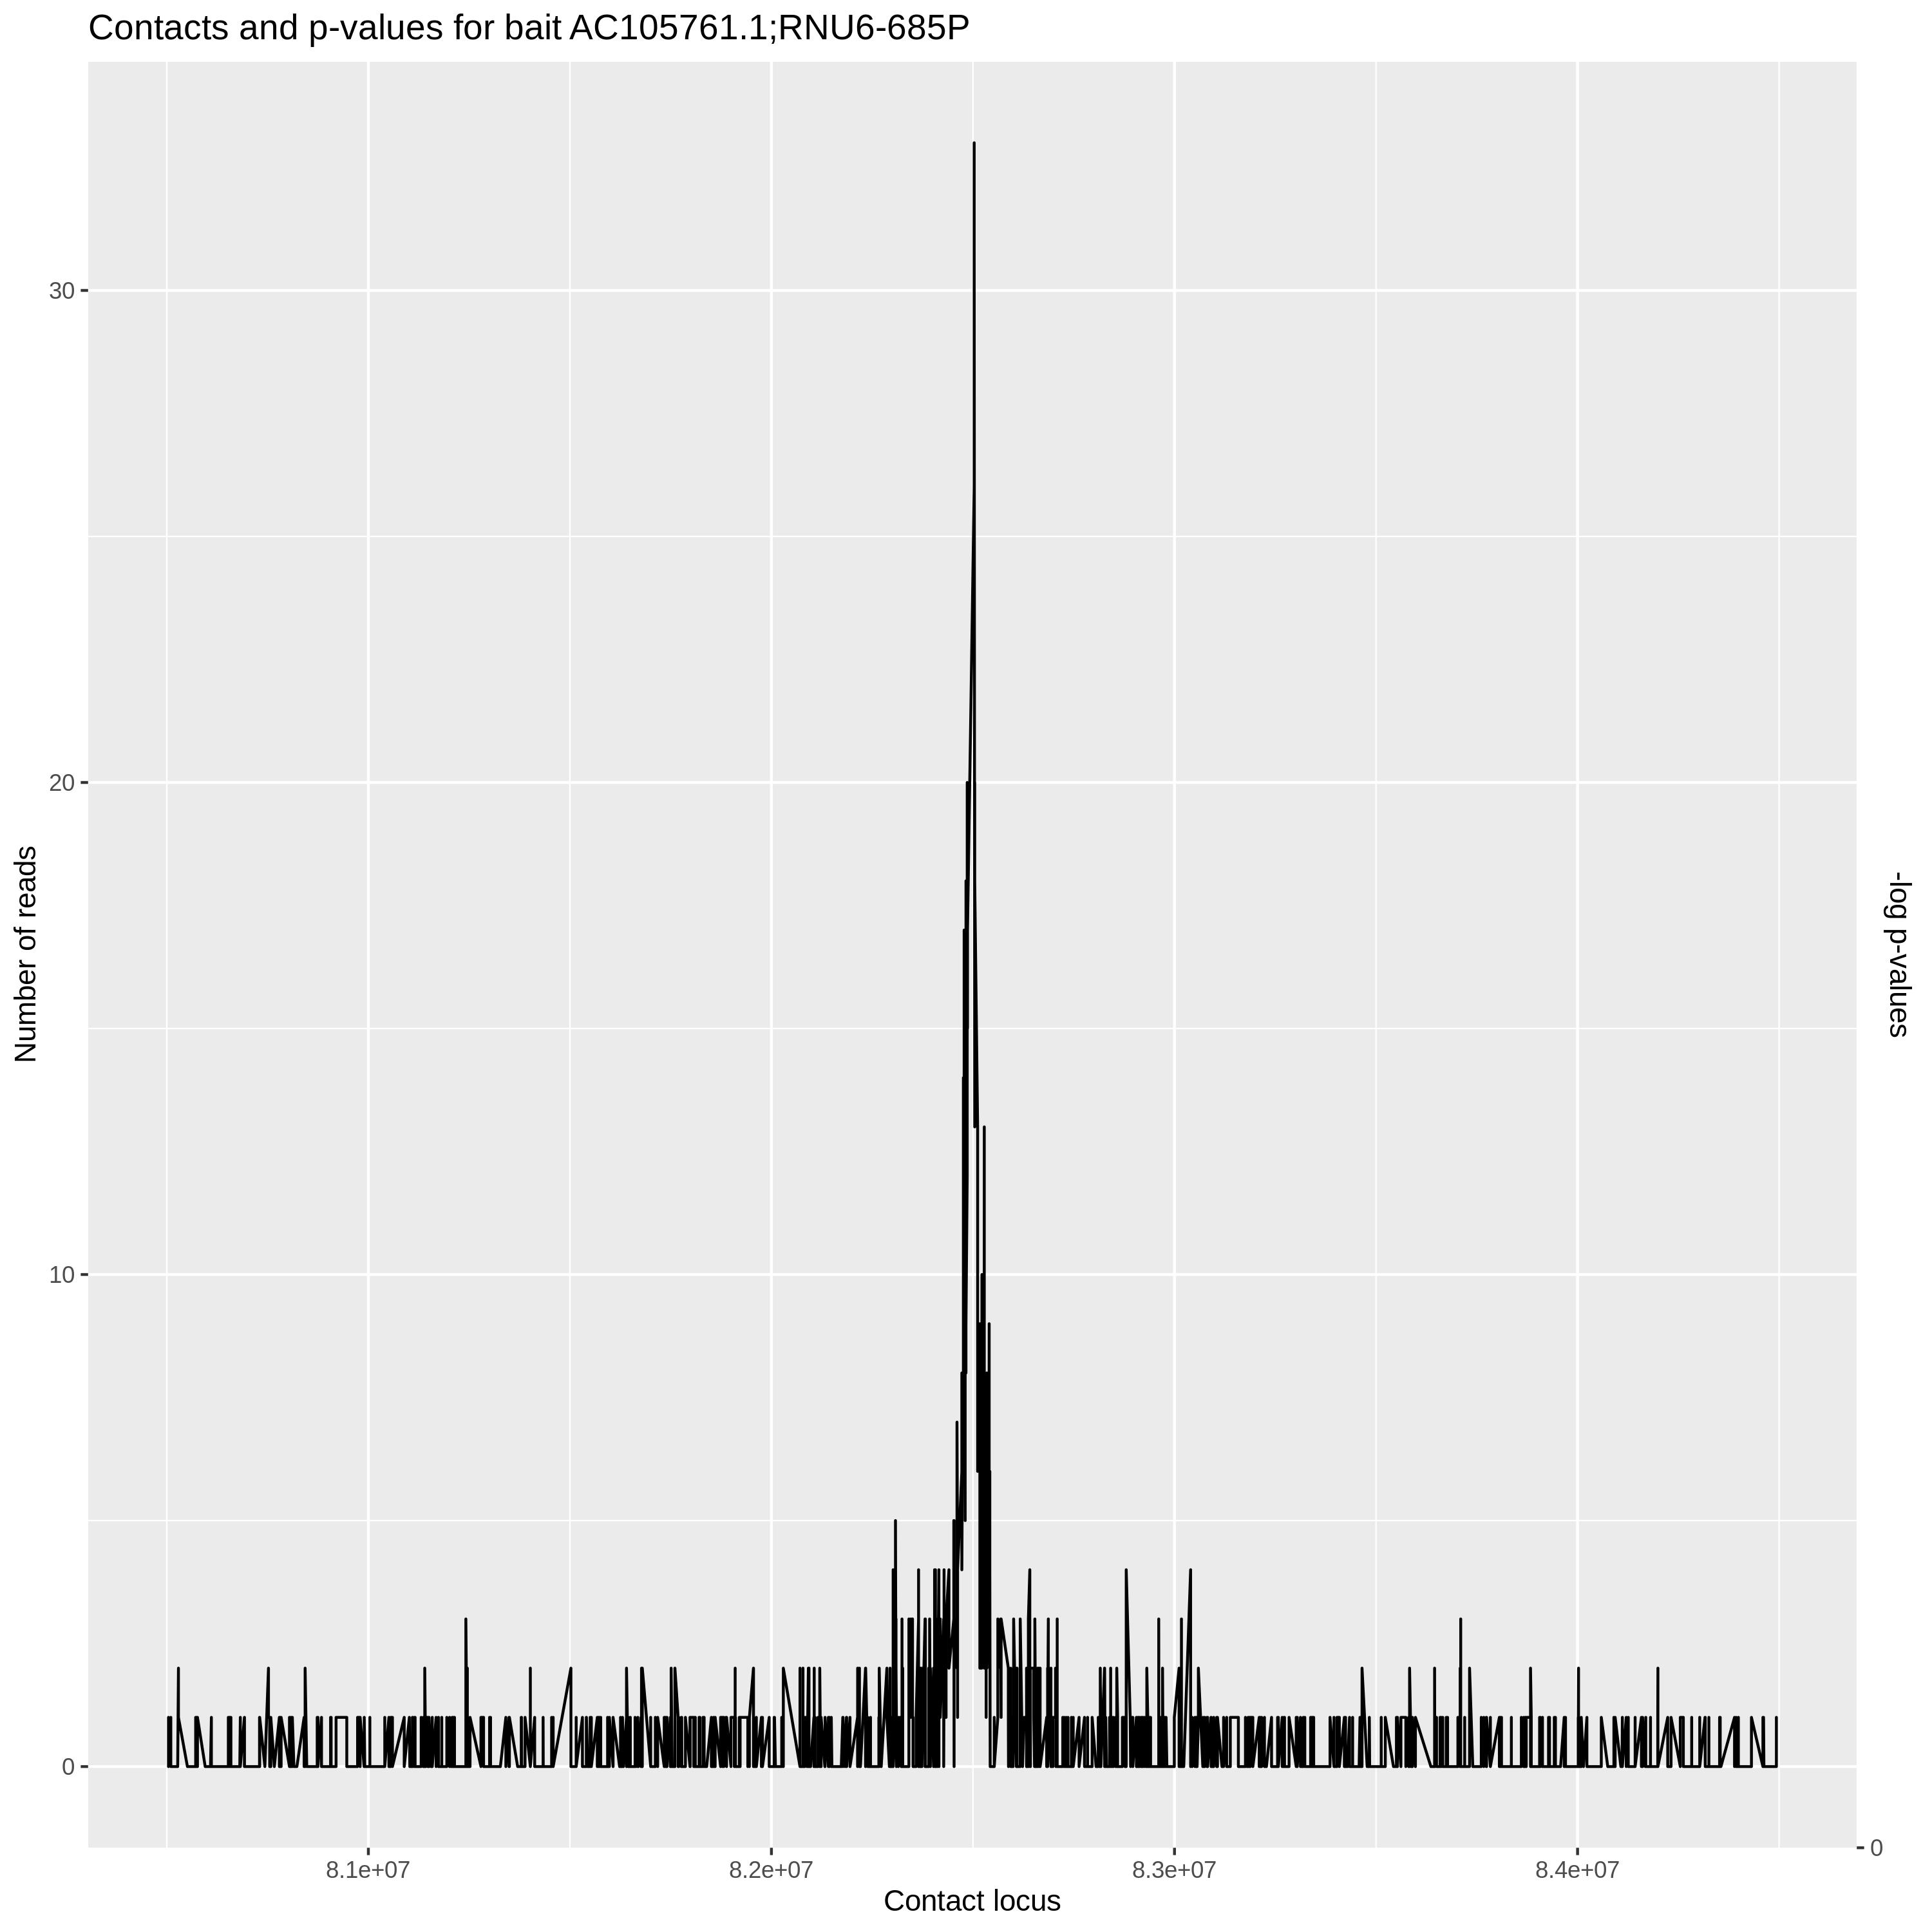 Contacts and p-values for bait AC105761.1;RNU6-685P
30
20
10
0
Number of reads
-log p-values
0
8.1e+07 8.2e+07 8.3e+07 8.4e+07
Contact locus